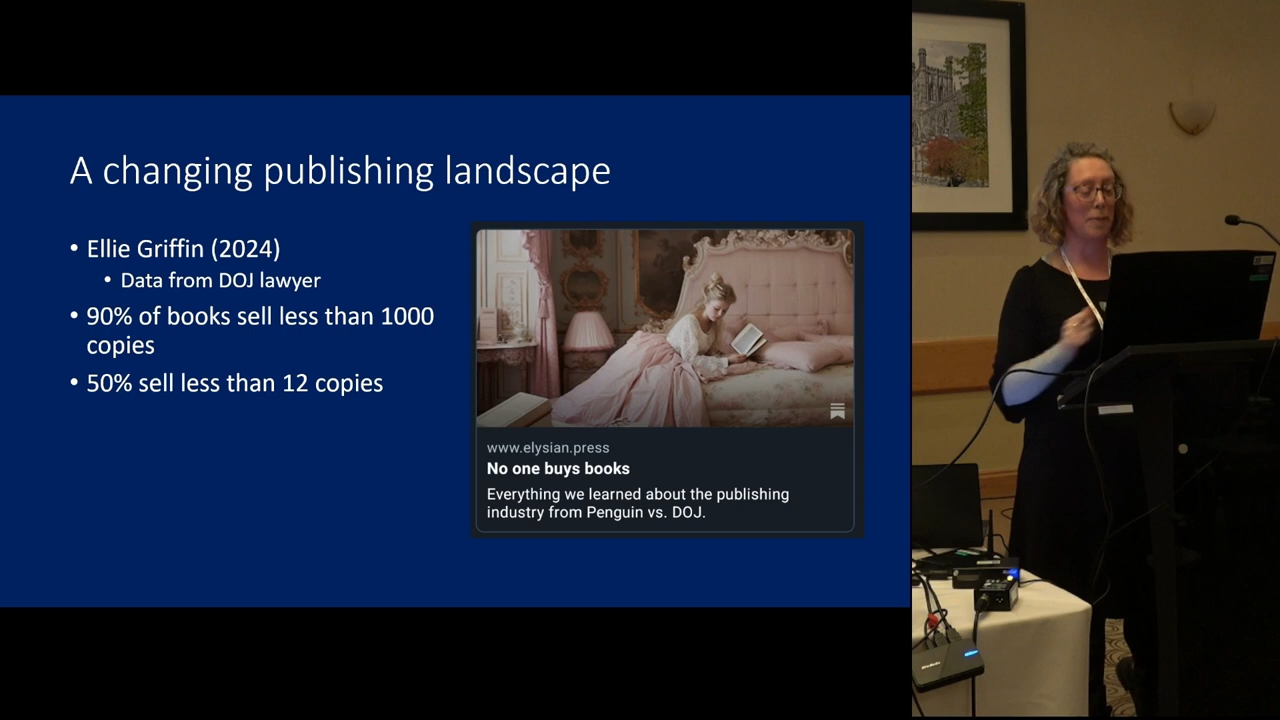 A changing publishing landscape
• Ellie Griffin (2024)
• Data from DOJ lawyer
• 90% of books sell less than 1000
copies
• 50% sell less than 12 copies
www.elysian.press
No one buys books
Everything we learned about the publishing
industry from Penguin vs. DOJ.